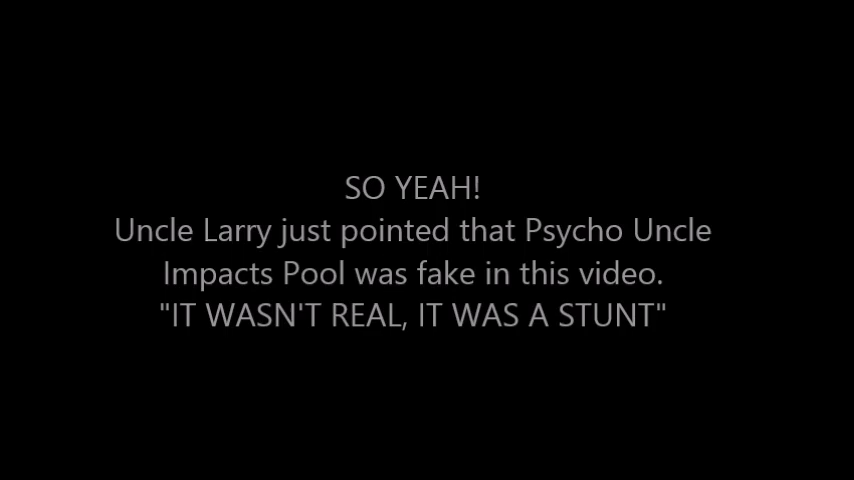 SO YEAH!
Uncle Larry just pointed that Psycho Uncle
Impacts Pool was fake in this video.
"IT WASN'T REAL, IT WAS A STUNT"